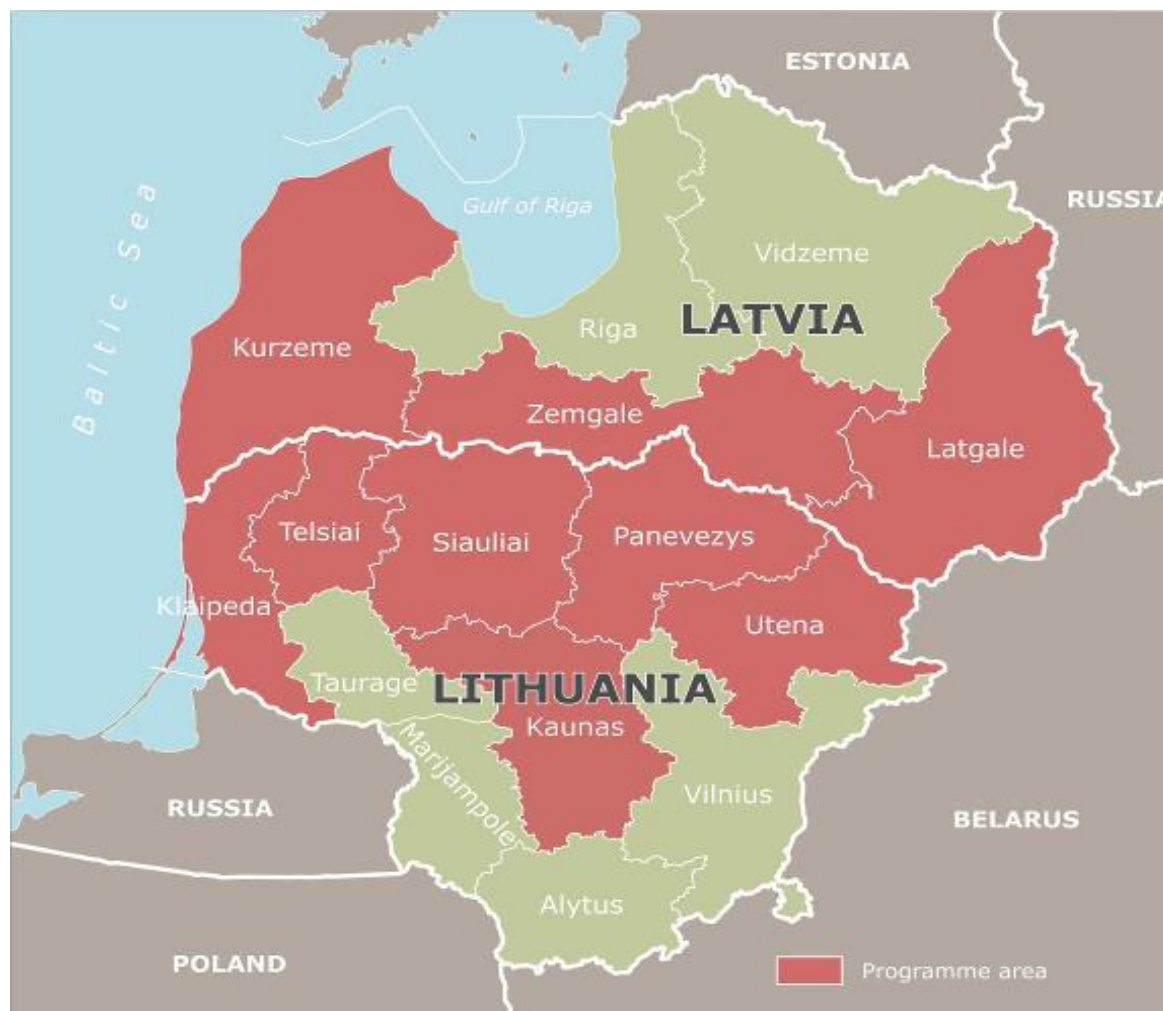 ESTONIA
RUSSIA
Baltic Sea
Gulf of Riga
Vidzeme
LATVIA
Riga
Kurzeme
Zemgale
Latgale
Telsiai
Siauliai
Panevezys
Klaipeda
Utena
Taurage
LITHUANIA
Kaunas
Marijampole
Vilnius
RUSSIA
BELARUS
Alytus
POLAND
Programme area